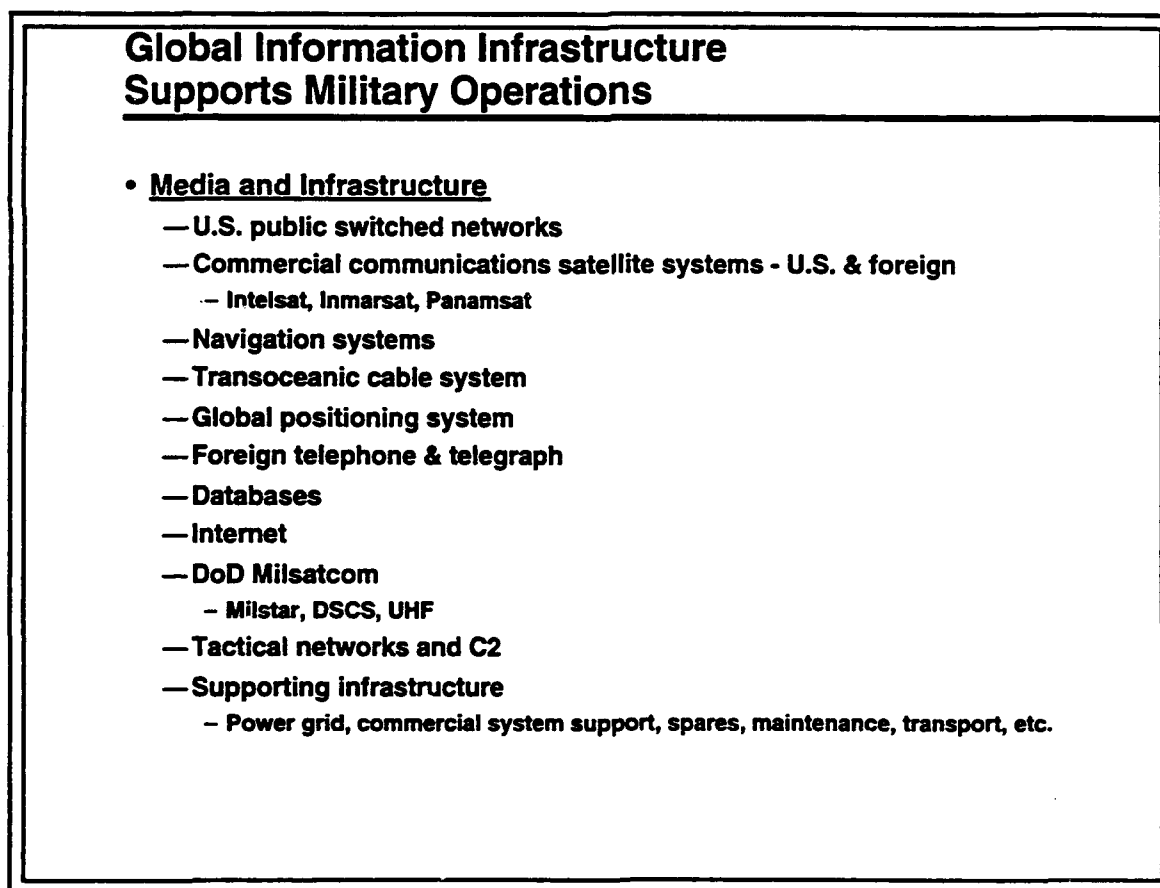 Global Information Infrastructure
Supports Military Operations
• Media and Infrastructure
— U.S. public switched networks
— Commercial communications satellite systems - U.S. & foreign
– Intelsat, Inmarsat, Panamsat
— Navigation systems
— Transoceanic cable system
— Global positioning system
— Foreign telephone & telegraph
— Databases
— Internet
— DoD Milsatcom
– Milstar, DSCS, UHF
— Tactical networks and C2
— Supporting infrastructure
– Power grid, commercial system support, spares, maintenance, transport, etc.